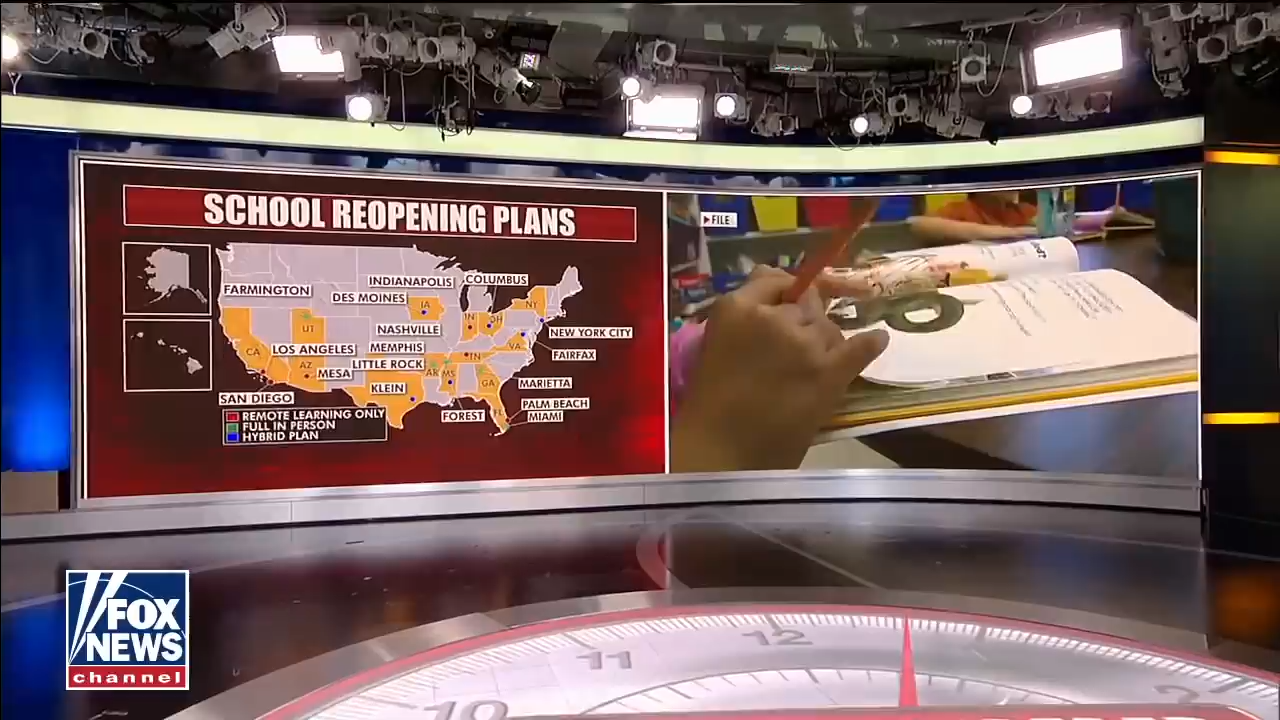 SCHOOL REOPENING PLANS
FILE
INDIANAPOLIS
COLUMBUS
FARMINGTON
DES MOINES
IA
NY
UT
IN
OH
NASHVILLE
NEW YORK CITY
VA
CA
LOS ANGELES
MEMPHIS
TN
FAIRFAX
AZ
MESA
LITTLE ROCK
AR
MS
GA
MARIETTA
KLEIN
SAN DIEGO
FOREST
FL
PALM BEACH
MIAMI
REMOTE LEARNING ONLY
FULL IN PERSON
HYBRID PLAN
FOX
NEWS
channel
10
11
12
2